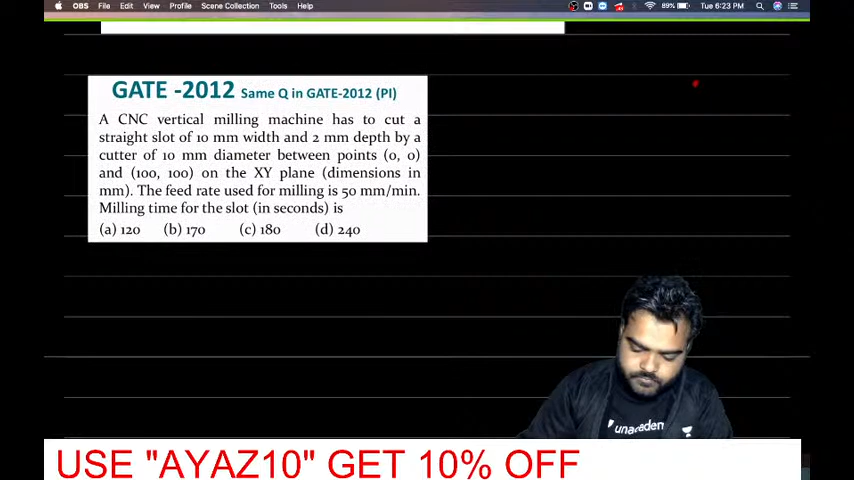 OBS File Edit View Profile Scene Collection Tools Help 89% Tue 6:23 PM
GATE -2012 Same Q in GATE-2012 (PI)
A CNC vertical milling machine has to cut a
straight slot of 10 mm width and 2 mm depth by a
cutter of 10 mm diameter between points (0, 0)
and (100, 100) on the XY plane (dimensions in
mm). The feed rate used for milling is 50 mm/min.
Milling time for the slot (in seconds) is
(a) 120 (b) 170 (c) 180 (d) 240
unacadem
USE "AYAZ10" GET 10% OFF